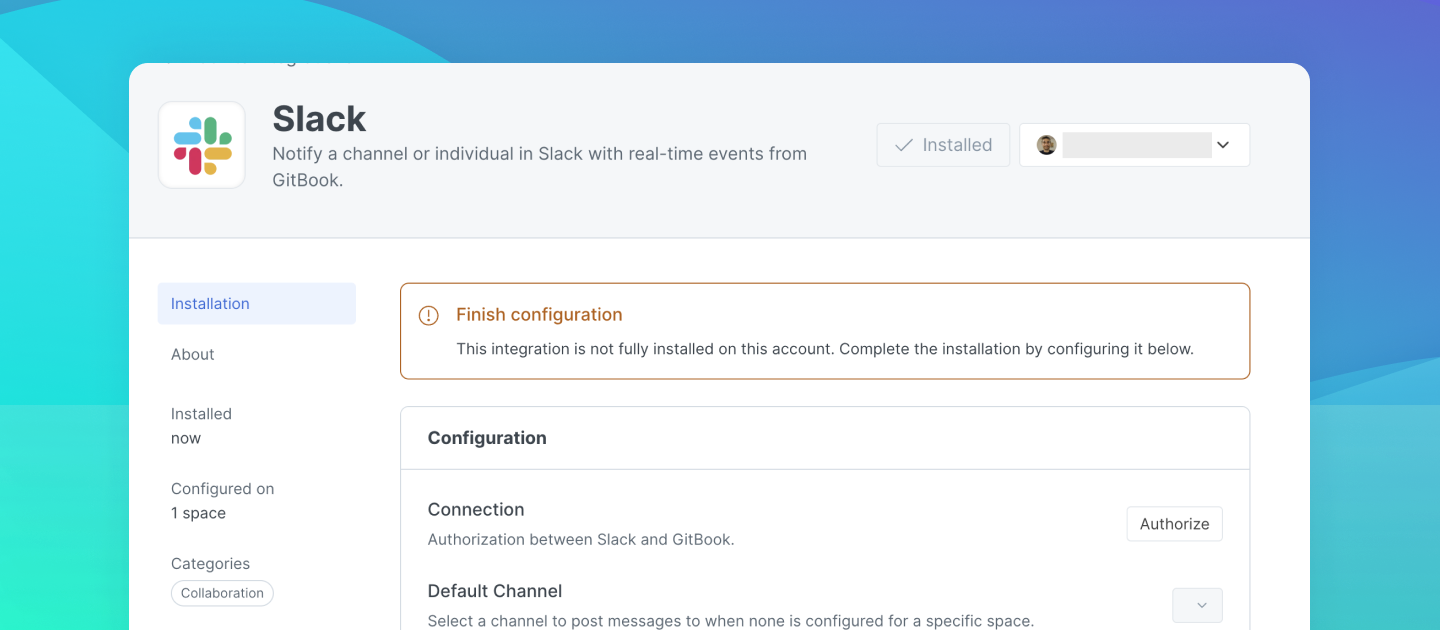 Slack
Notify a channel or individual in Slack with real-time events from
GitBook.
Installed
Installation
About
Installed
now
Configured on
1 space
Categories
Collaboration
Finish configuration
This integration is not fully installed on this account. Complete the installation by configuring it below.
Configuration
Connection
Authorization between Slack and GitBook.
Authorize
Default Channel
Select a channel to post messages to when none is configured for a specific space.